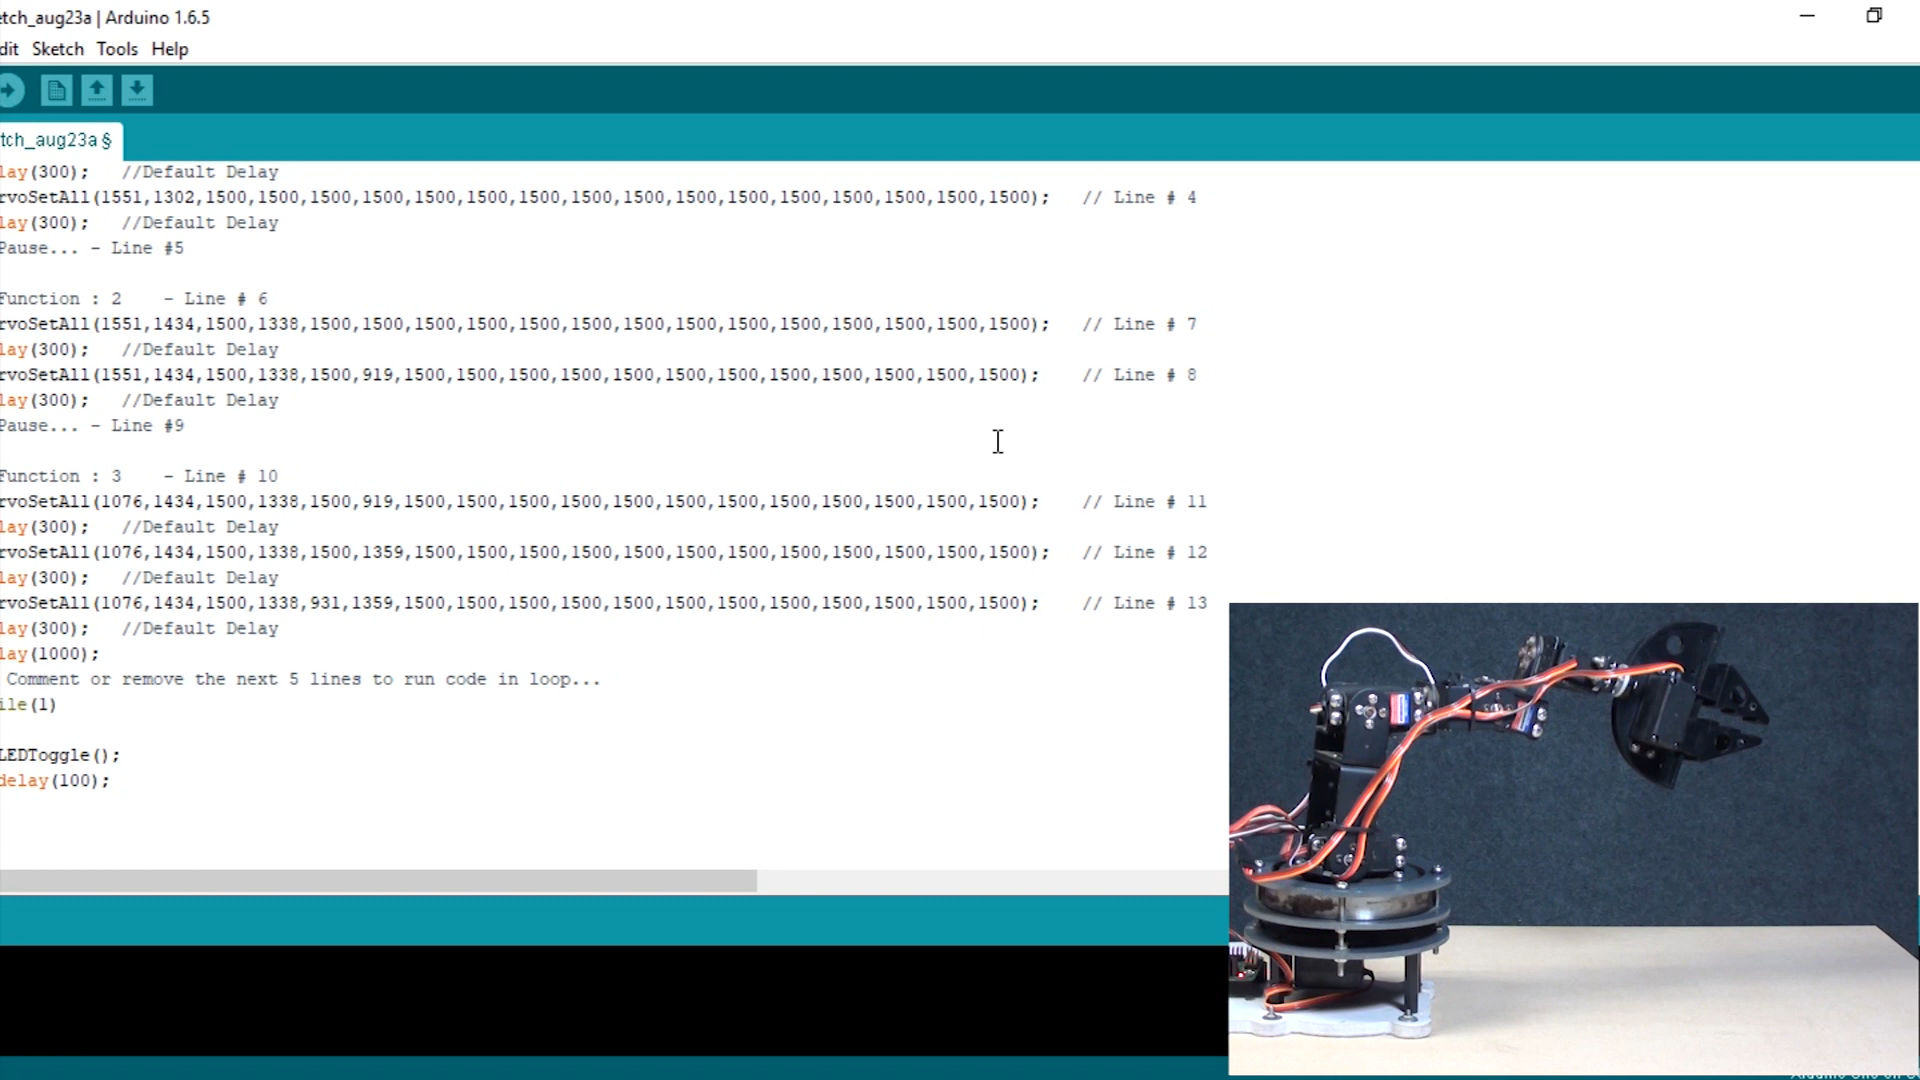 etch_aug23a | Arduino 1.6.5
dit Sketch Tools Help
tch_aug23a §
lay(300);   //Default Delay
rvoSetAll(1551,1302,1500,1500,1500,1500,1500,1500,1500,1500,1500,1500,1500,1500,1500,1500,1500,1500);   // Line # 4
lay(300);   //Default Delay
Pause... - Line #5
Function : 2    - Line # 6
rvoSetAll(1551,1434,1500,1338,1500,1500,1500,1500,1500,1500,1500,1500,1500,1500,1500,1500,1500,1500);   // Line # 7
lay(300);   //Default Delay
rvoSetAll(1551,1434,1500,1338,1500,919,1500,1500,1500,1500,1500,1500,1500,1500,1500,1500,1500,1500);    // Line # 8
lay(300);   //Default Delay
Pause... - Line #9
Function : 3    - Line # 10
rvoSetAll(1076,1434,1500,1338,1500,919,1500,1500,1500,1500,1500,1500,1500,1500,1500,1500,1500,1500);    // Line # 11
lay(300);   //Default Delay
rvoSetAll(1076,1434,1500,1338,1500,1359,1500,1500,1500,1500,1500,1500,1500,1500,1500,1500,1500,1500);   // Line # 12
lay(300);   //Default Delay
rvoSetAll(1076,1434,1500,1338,931,1359,1500,1500,1500,1500,1500,1500,1500,1500,1500,1500,1500,1500);    // Line # 13
lay(300);   //Default Delay
lay(1000);
Comment or remove the next 5 lines to run code in loop...
ile(1)
LEDToggle();
delay(100);